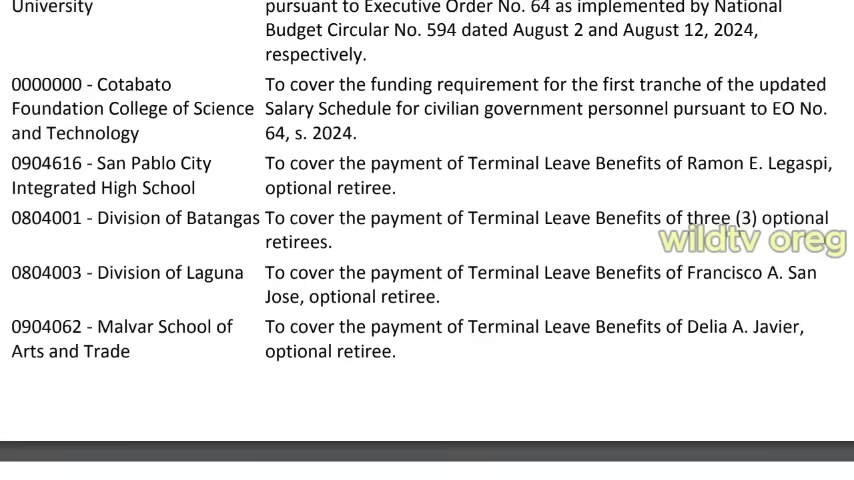 University pursuant to Executive Order No. 64 as implemented by National
Budget Circular No. 594 dated August 2 and August 12, 2024,
respectively.
0000000 - Cotabato To cover the funding requirement for the first tranche of the updated
Foundation College of Science Salary Schedule for civilian government personnel pursuant to EO No.
and Technology 64, s. 2024.
0904616 - San Pablo City To cover the payment of Terminal Leave Benefits of Ramon E. Legaspi,
Integrated High School optional retiree.
0804001 - Division of Batangas To cover the payment of Terminal Leave Benefits of three (3) optional
retirees.
wildtv oreg
0804003 - Division of Laguna To cover the payment of Terminal Leave Benefits of Francisco A. San
Jose, optional retiree.
0904062 - Malvar School of To cover the payment of Terminal Leave Benefits of Delia A. Javier,
Arts and Trade optional retiree.